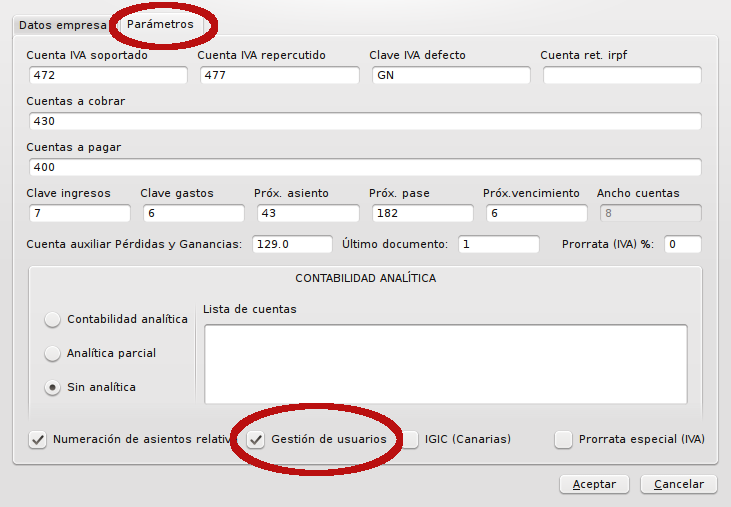 Datos empresa Parámetros
Cuenta IVA soportado Cuenta IVA repercutido Clave IVA defecto Cuenta ret. irpf
472 477 GN
Cuentas a cobrar
430
Cuentas a pagar
400
Clave ingresos Clave gastos Próx. asiento Próx. pase Próx.vencimiento Ancho cuentas
7 6 43 182 6 8
Cuenta auxiliar Pérdidas y Ganancias: 129.0 Último documento: 1 Prorrata (IVA) %: 0
CONTABILIDAD ANALÍTICA
Contabilidad analítica
Lista de cuentas
Analítica parcial
Sin analítica
Numeración de asientos relativ Gestión de usuarios IGIC (Canarias) Prorrata especial (IVA)
Aceptar Cancelar